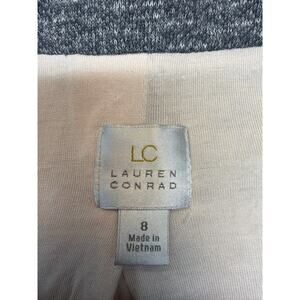 LC
LAUREN
CONRAD
8
Made in
Vietnam